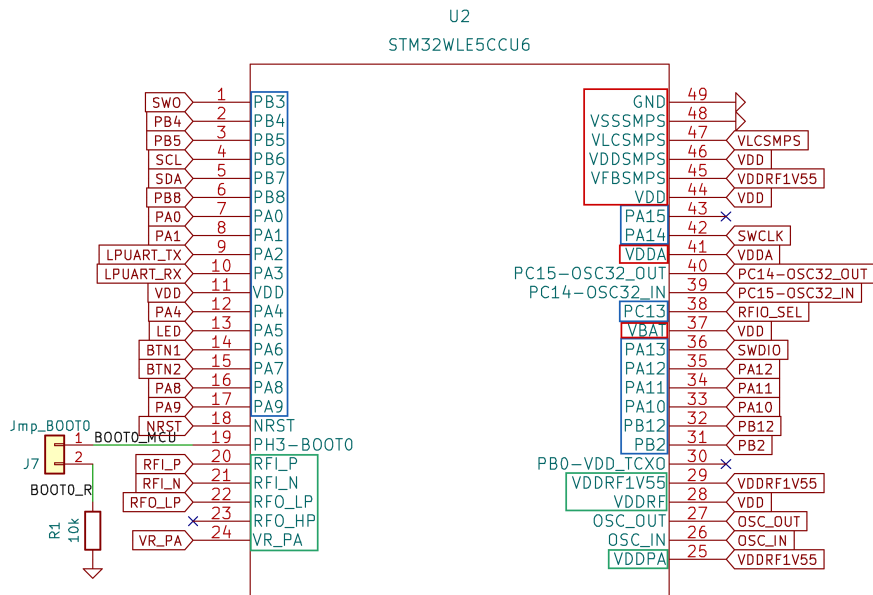 U2
STM32WLE5CCU6
SWO 1 PB3 GND 49
PB4 2 PB4 VSSSMPS 48
PB5 3 PB5 VLCSMPS 47 VLCSMPS
SCL 4 PB6 VDDSMPS 46 VDD
SDA 5 PB7 VFBSMPS 45 VDDRF1V55
PB8 6 PB8 VDD 44 VDD
PA0 7 PA0 PA15 43
PA1 8 PA1 PA14 42 SWCLK
LPUART_TX 9 PA2 VDDA 41 VDDA
LPUART_RX 10 PA3 PC15-OSC32_OUT 40 PC14-OSC32_OUT
VDD 11 VDD PC14-OSC32_IN 39 PC15-OSC32_IN
PA4 12 PA4 PC13 38 RFIO_SEL
LED 13 PA5 VBAT 37 VDD
BTN1 14 PA6 PA13 36 SWDIO
BTN2 15 PA7 PA12 35 PA12
PA8 16 PA8 PA11 34 PA11
PA9 17 PA9 PA10 33 PA10
NRST 18 NRST PB12 32 PB12
Jmp_BOOT0
1 BOOT0_MCU 19 PH3-BOOT0 PB2 31 PB2
J7 2 RFI_P 20 RFI_P PB0-VDD_TCXO 30
RFI_N 21 RFI_N VDDRF1V55 29 VDDRF1V55
BOOT0_R RFO_LP 22 RFO_LP VDDRF 28 VDD
R1 10k 23 RFO_HP OSC_OUT 27 OSC_OUT
VR_PA 24 VR_PA OSC_IN 26 OSC_IN
VDDPA 25 VDDRF1V55